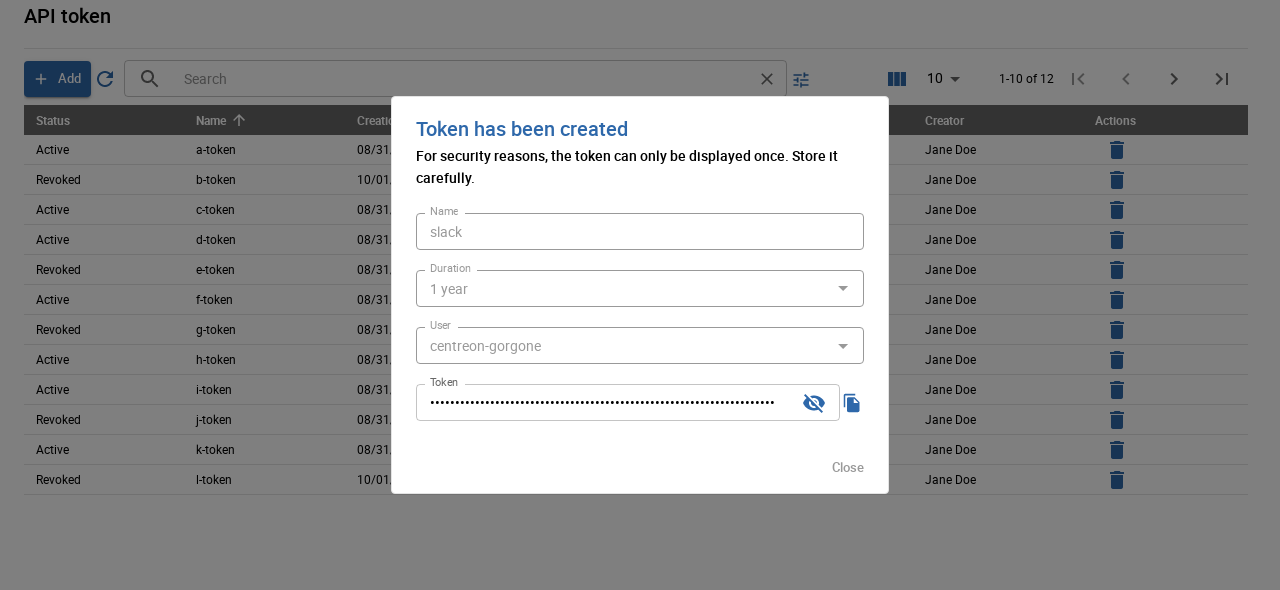 API token
Add
Search
10
1-10 of 12
Status Name Creatio Creator Actions
Active a-token 08/31. Jane Doe
Revoked b-token 10/01. Jane Doe
Active c-token 08/31. Jane Doe
Active d-token 08/31. Jane Doe
Revoked e-token 08/31. Jane Doe
Active f-token 08/31. Jane Doe
Revoked g-token 08/31. Jane Doe
Active h-token 08/31. Jane Doe
Active i-token 08/31. Jane Doe
Revoked j-token 08/31. Jane Doe
Active k-token 08/31. Jane Doe
Revoked l-token 10/01. Jane Doe
Token has been created
For security reasons, the token can only be displayed once. Store it
carefully.
Name
slack
Duration
1 year
User
centreon-gorgone
Token
Close